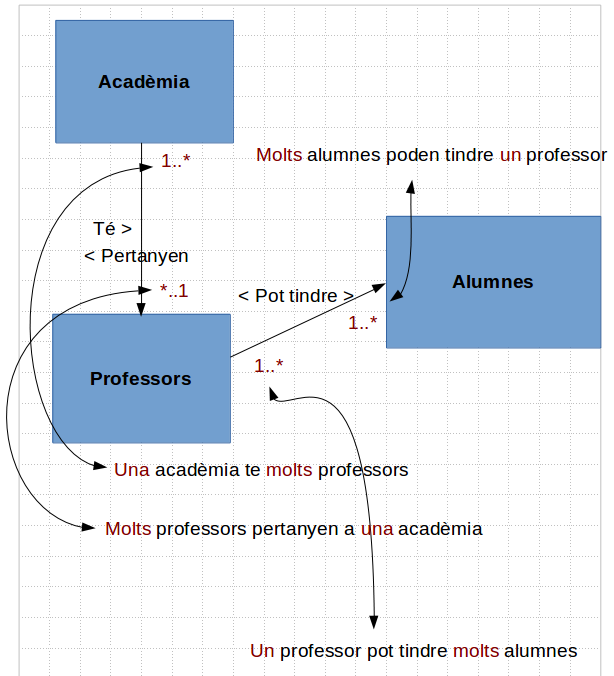 Acadèmia
1..*
Molts alumnes poden tindre un professor
Té >
< Pertanyen
*..1
Alumnes
< Pot tindre >
1..*
Professors
1..*
Una acadèmia te molts professors
Molts professors pertanyen a una acadèmia
Un professor pot tindre molts alumnes